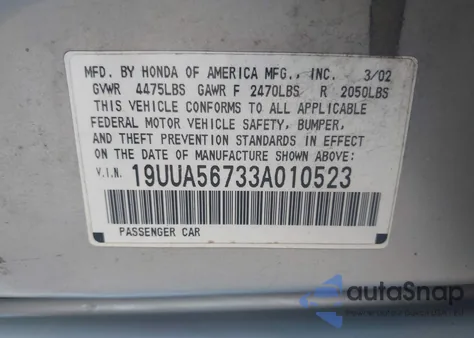 MFD. BY HONDA OF AMERICA MFG., INC. 3/02
GVWR 4475LBS GAWR F 2470LBS R 2050LBS
THIS VEHICLE CONFORMS TO ALL APPLICABLE
FEDERAL MOTOR VEHICLE SAFETY, BUMPER,
AND THEFT PREVENTION STANDARDS IN EFFECT
ON THE DATE OF MANUFACTURE SHOWN ABOVE.
V.I.N. 19UUA56733A010523
PASSENGER CAR
autoSnap